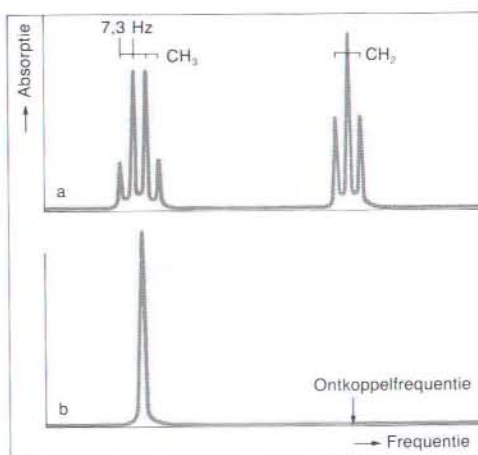 7,3 Hz
CH₃
CH₂
→ Absorptie
a
Ontkoppelfrequentie
b
→ Frequentie